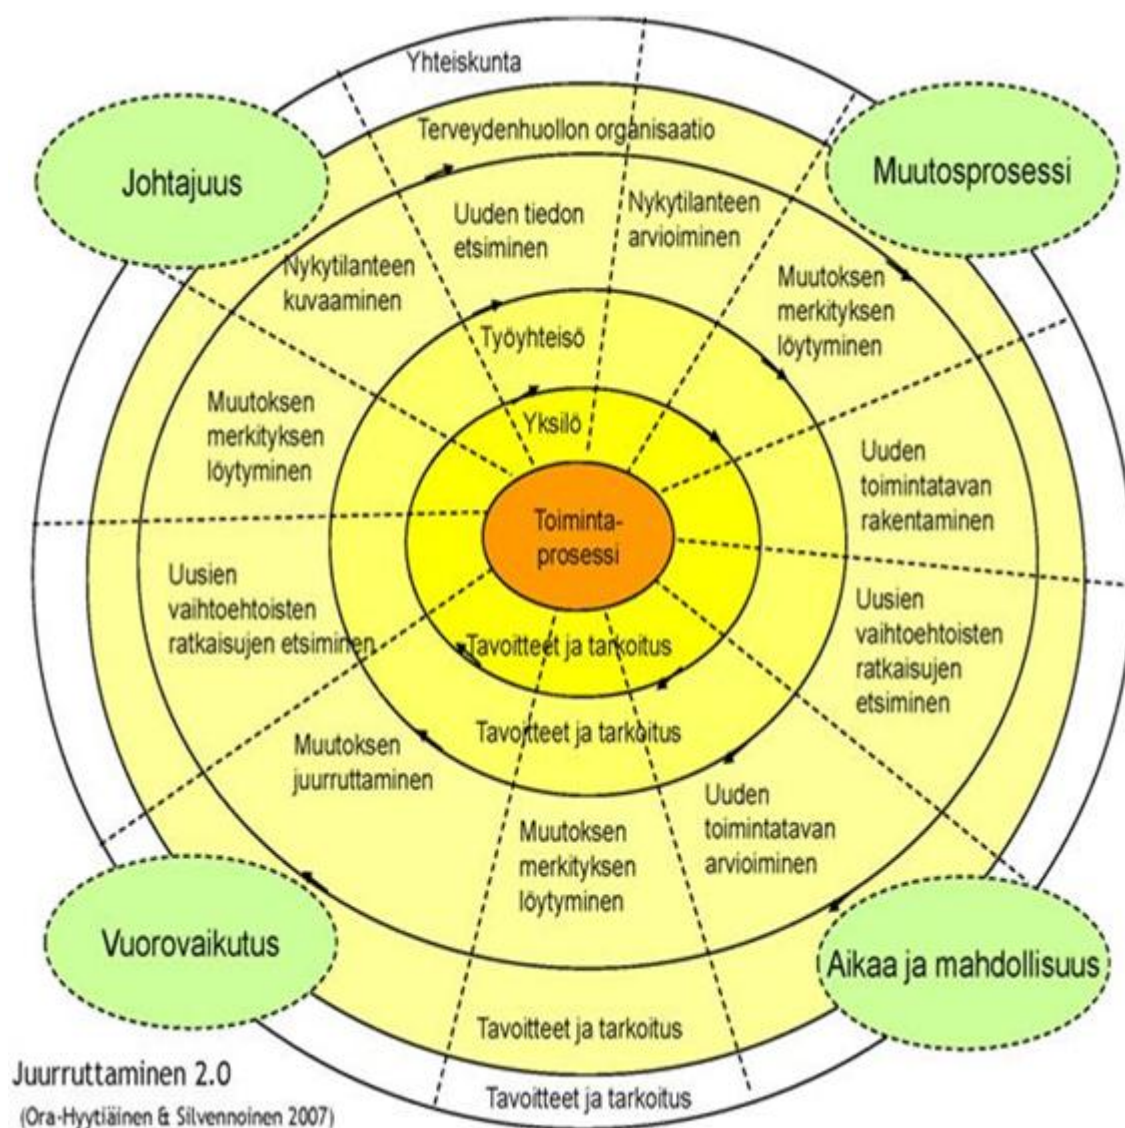 Yhteiskunta
Terveydenhuollon organisaatio
Johtajuus
Muutosprosessi
Uuden tiedon
etsiminen
Nykytilanteen
arvioiminen
Nykytilanteen
kuvaaminen
Muutoksen
merkityksen
löytyminen
Työyhteisö
Muutoksen
merkityksen
löytyminen
Yksilö
Uuden
toimintatavan
rakentaminen
Toiminta-
prosessi
Uusien
vaihtoehtoisten
ratkaisujen etsiminen
Uusien
vaihtoehtoisten
ratkaisujen
etsiminen
Tavoitteet ja tarkoitus
Tavoitteet ja tarkoitus
Muutoksen
juurruttaminen
Uuden
toimintatavan
arvioiminen
Muutoksen
merkityksen
löytyminen
Vuorovaikutus
Aikaa ja mahdollisuus
Tavoitteet ja tarkoitus
Tavoitteet ja tarkoitus
Juurruttaminen 2.0
(Ora-Hyytiäinen & Silvennoinen 2007)